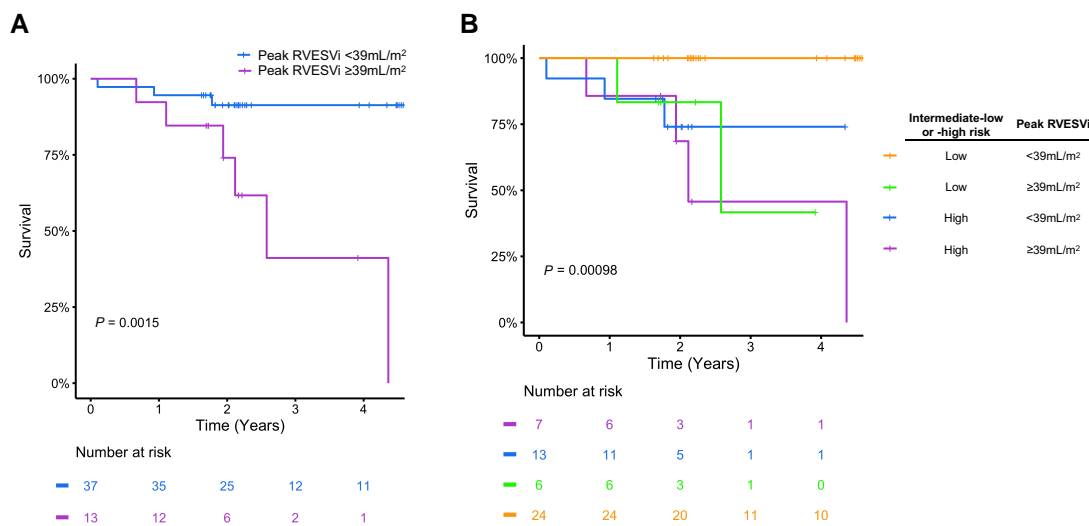 A
Peak RVESVi <39mL/m²
Peak RVESVi ≥39mL/m²
Survival
100%
75%
50%
25%
0%
P = 0.0015
0 1 2 3 4
Time (Years)
Number at risk
37 35 25 12 11
13 12 6 2 1
B
Survival
100%
75%
50%
25%
0%
P = 0.00098
0 1 2 3 4
Time (Years)
Number at risk
7 6 3 1 1
13 11 5 1 1
6 6 3 1 0
24 24 20 11 10
Intermediate-low
or -high risk Peak RVESVi
Low <39mL/m²
Low ≥39mL/m²
High <39mL/m²
High ≥39mL/m²